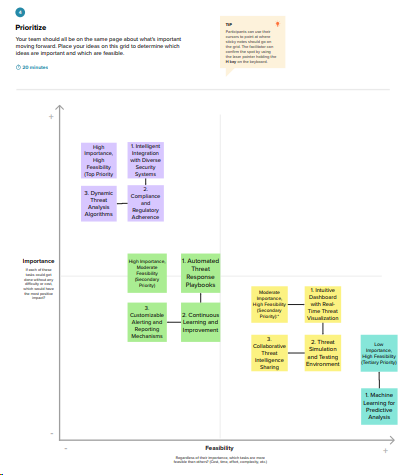 4
Prioritize
Your team should all be on the same page about what's important
moving forward. Place your ideas on this grid to determine which
ideas are important and which are feasible.
20 minutes
TIP
Participants can use their
cursors to point at where
sticky notes should go on
the grid. The facilitator can
confirm the spot by using
the laser pointer holding the
H key on the keyboard.
+
High
Importance,
High
Feasibility
(Top Priority
1. Intelligent
Integration
with Diverse
Security
Systems
3. Dynamic
Threat
Analysis
Algorithms
2.
Compliance
and
Regulatory
Adherence
Importance
If each of these
tasks could get
done without any
difficulty or cost,
which would have
the most positive
impact?
High Importance,
Moderate
Feasibility
(Secondary
Priority)
1. Automated
Threat
Response
Playbooks
3.
Customizable
Alerting and
Reporting
Mechanisms
2. Continuous
Learning and
Improvement
Moderate
Importance,
High Feasibility
(Secondary
Priority)
1. Intuitive
Dashboard
with Real-
Time Threat
Visualization
3.
Collaborative
Threat
Intelligence
Sharing
2. Threat
Simulation
and Testing
Environment
Low
Importance,
High Feasibility
(Tertiary Priority)
1. Machine
Learning for
Predictive
Analysis
-
-
Feasibility
+
Regardless of their importance, which tasks are more
feasible than others? (Cost, time, effort, complexity, etc.)